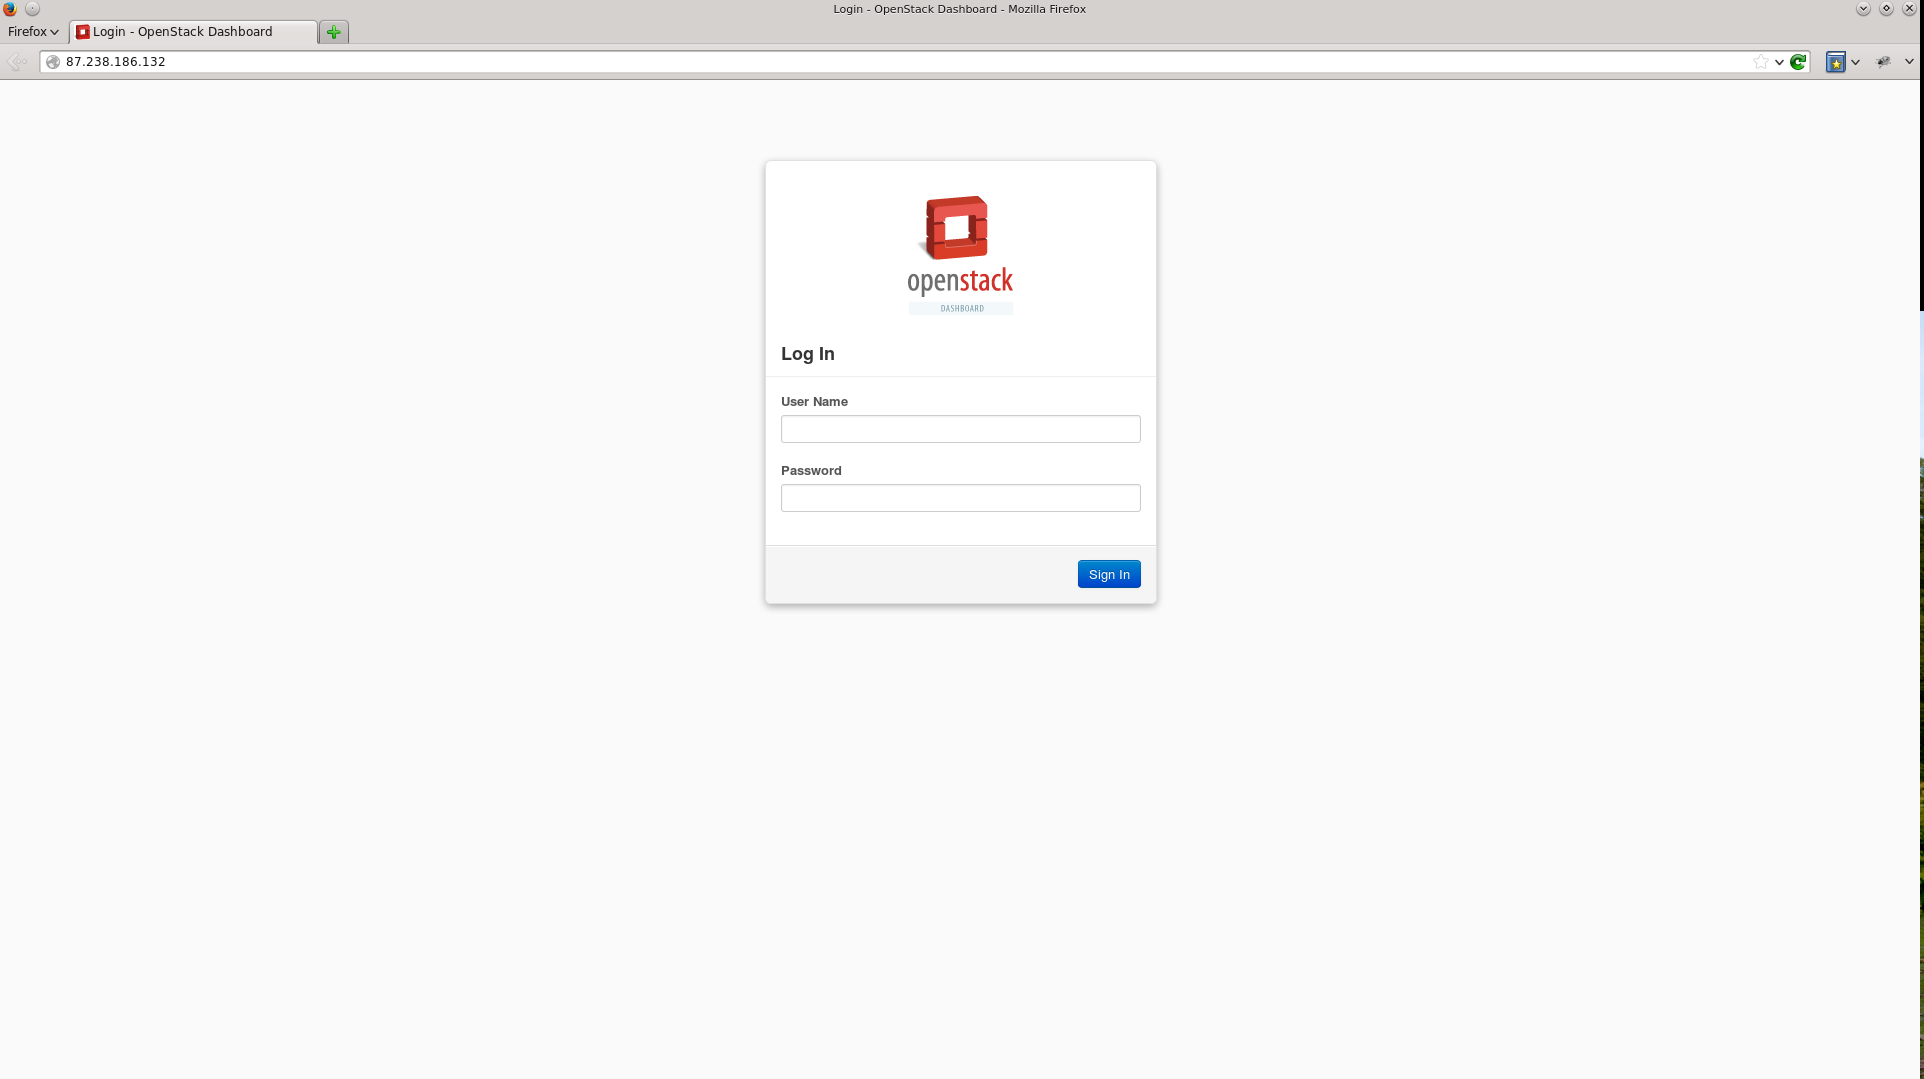 Login - OpenStack Dashboard - Mozilla Firefox
Firefox
Login - OpenStack Dashboard
87.238.186.132
openstack
DASHBOARD
Log In
User Name
Password
Sign In